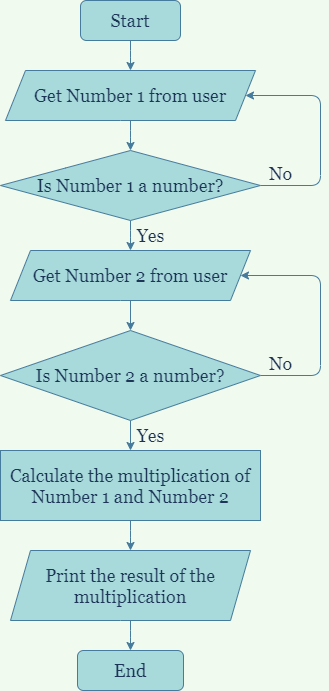 Start
Get Number 1 from user
Is Number 1 a number?
No
Yes
Get Number 2 from user
Is Number 2 a number?
No
Yes
Calculate the multiplication of
Number 1 and Number 2
Print the result of the
multiplication
End